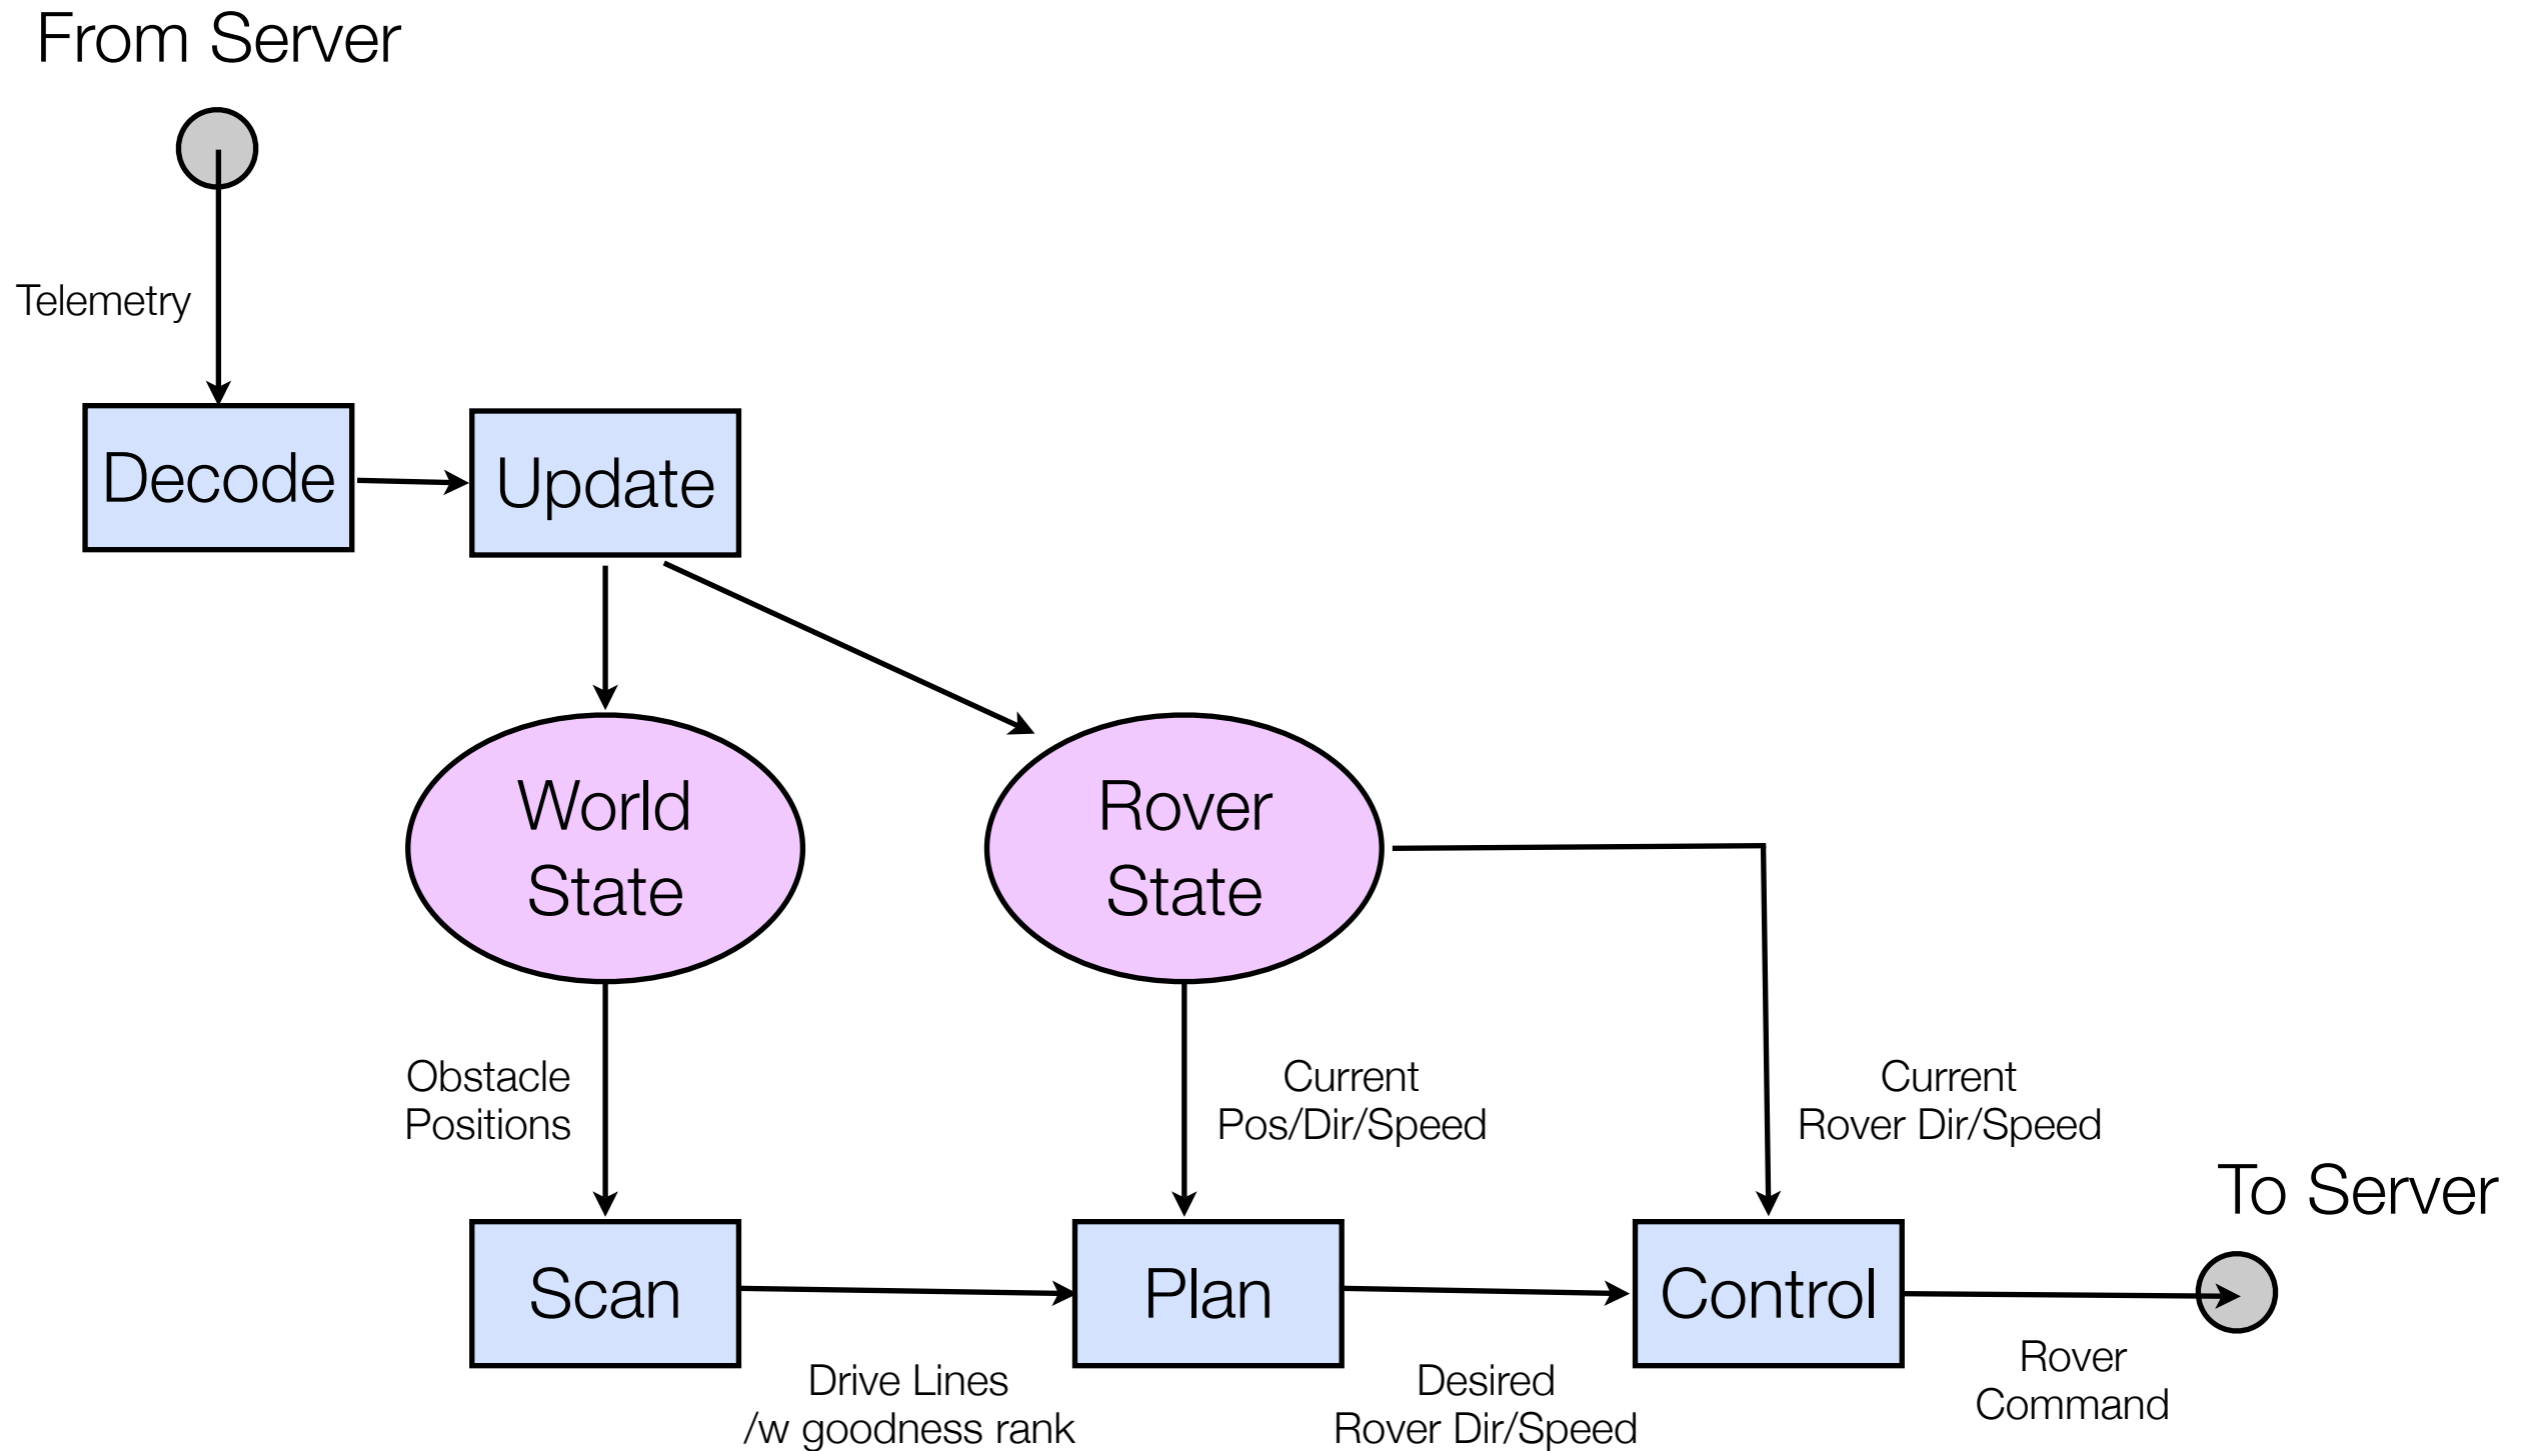 From Server
Telemetry
Decode
Update
World
State
Rover
State
Obstacle
Positions
Current
Pos/Dir/Speed
Current
Rover Dir/Speed
To Server
Scan
Plan
Control
Drive Lines
/w goodness rank
Desired
Rover Dir/Speed
Rover
Command